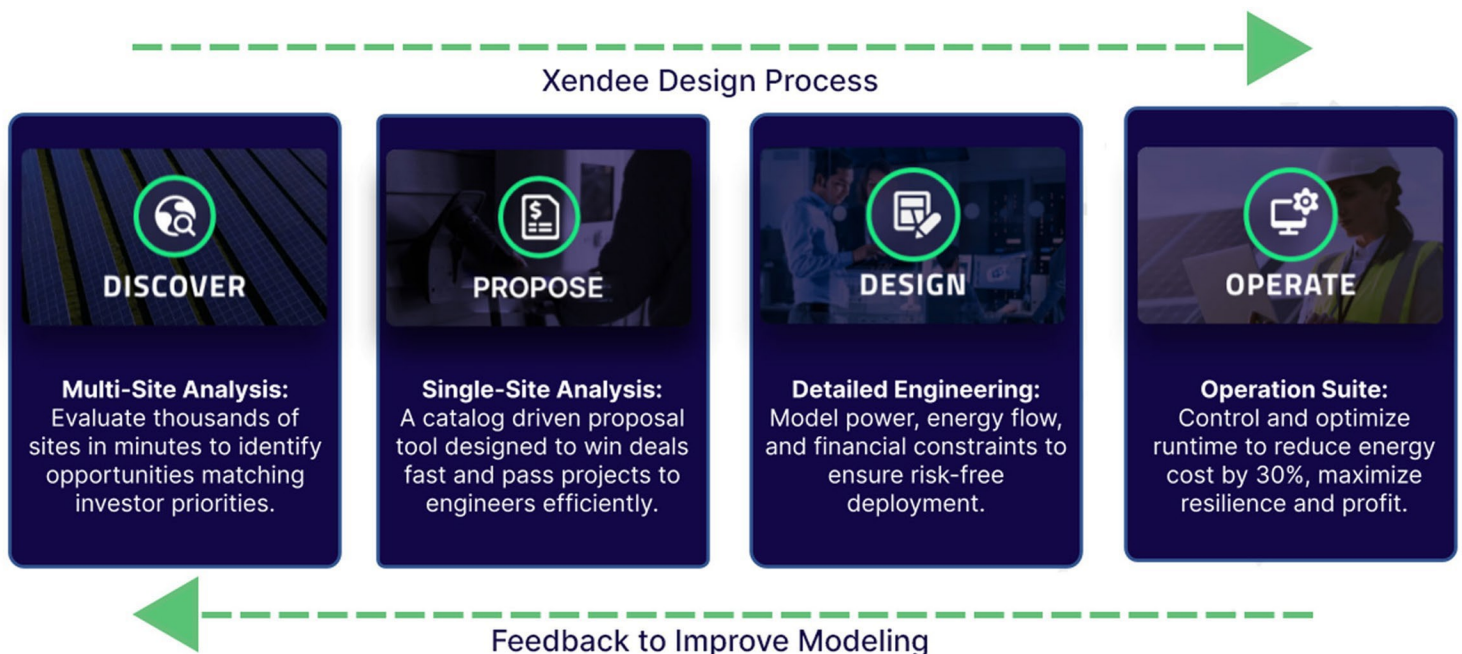 Xendee Design Process
DISCOVER
Multi-Site Analysis:
Evaluate thousands of
sites in minutes to identify
opportunities matching
investor priorities.
$
PROPOSE
Single-Site Analysis:
A catalog driven proposal
tool designed to win deals
fast and pass projects to
engineers efficiently.
DESIGN
Detailed Engineering:
Model power, energy flow,
and financial constraints to
ensure risk-free
deployment.
OPERATE
Operation Suite:
Control and optimize
runtime to reduce energy
cost by 30%, maximize
resilience and profit.
Feedback to Improve Modeling